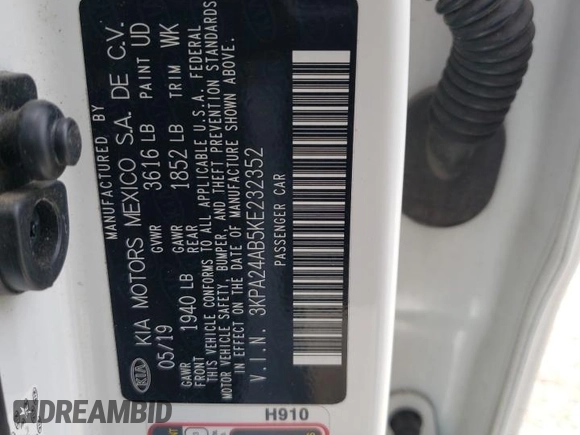 MANUFACTURED BY
KIA MOTORS MEXICO S.A. DE C.V.
05/19 GVWR 3616 LB PAINT UD
GAWR FRONT 1940 LB GAWR REAR 1852 LB TRIM WK
THIS VEHICLE CONFORMS TO ALL APPLICABLE U.S.A. FEDERAL
MOTOR VEHICLE SAFETY, BUMPER, AND THEFT PREVENTION STANDARDS
IN EFFECT ON THE DATE OF MANUFACTURE SHOWN ABOVE.
V.I.N. 3KPA24AB5KE232352
PASSENGER CAR
KIA
H910
DREAMBID